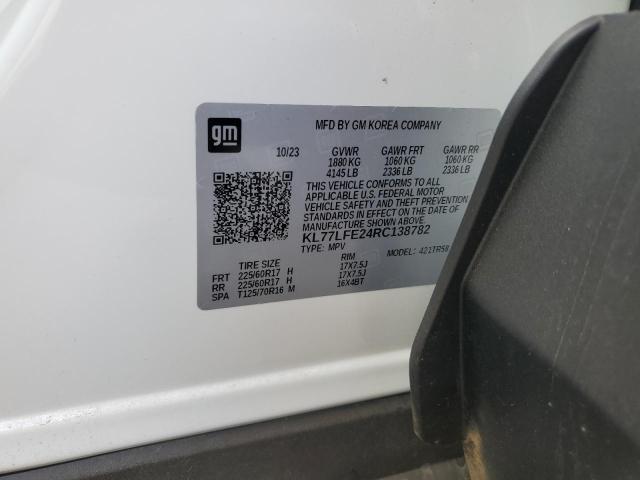 gm
MFD BY GM KOREA COMPANY
10/23 GVWR GAWR FRT GAWR RR
1880 KG 1060 KG 1060 KG
4145 LB 2336 LB 2336 LB
THIS VEHICLE CONFORMS TO ALL
APPLICABLE U.S. FEDERAL MOTOR
VEHICLE SAFETY AND THEFT PREVENTION
STANDARDS IN EFFECT ON THE DATE OF
MANUFACTURE SHOWN ABOVE.
KL77LFE24RC138782
TYPE: MPV MODEL: 4Z1TR58
TIRE SIZE RIM
FRT 225/60R17 H 17X7.5J
RR 225/60R17 H 17X7.5J
SPA T125/70R16 M 16X4BT